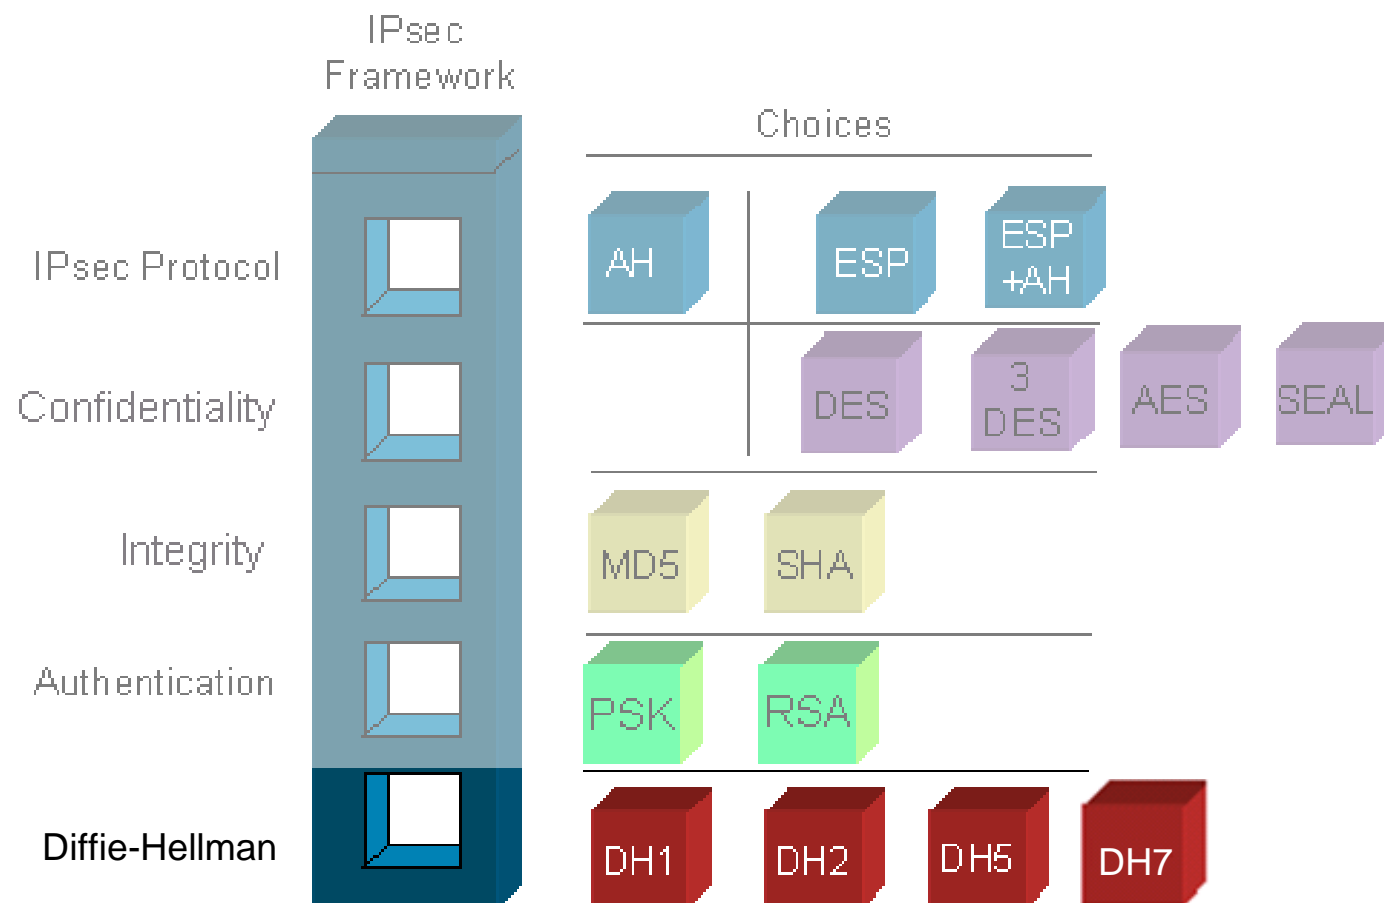 IPsec
Framework
Choices
IPsec Protocol
AH
ESP
ESP
+AH
Confidentiality
DES
3
DES
AES
SEAL
Integrity
MD5
SHA
Authentication
PSK
RSA
Diffie-Hellman
DH1
DH2
DH5
DH7